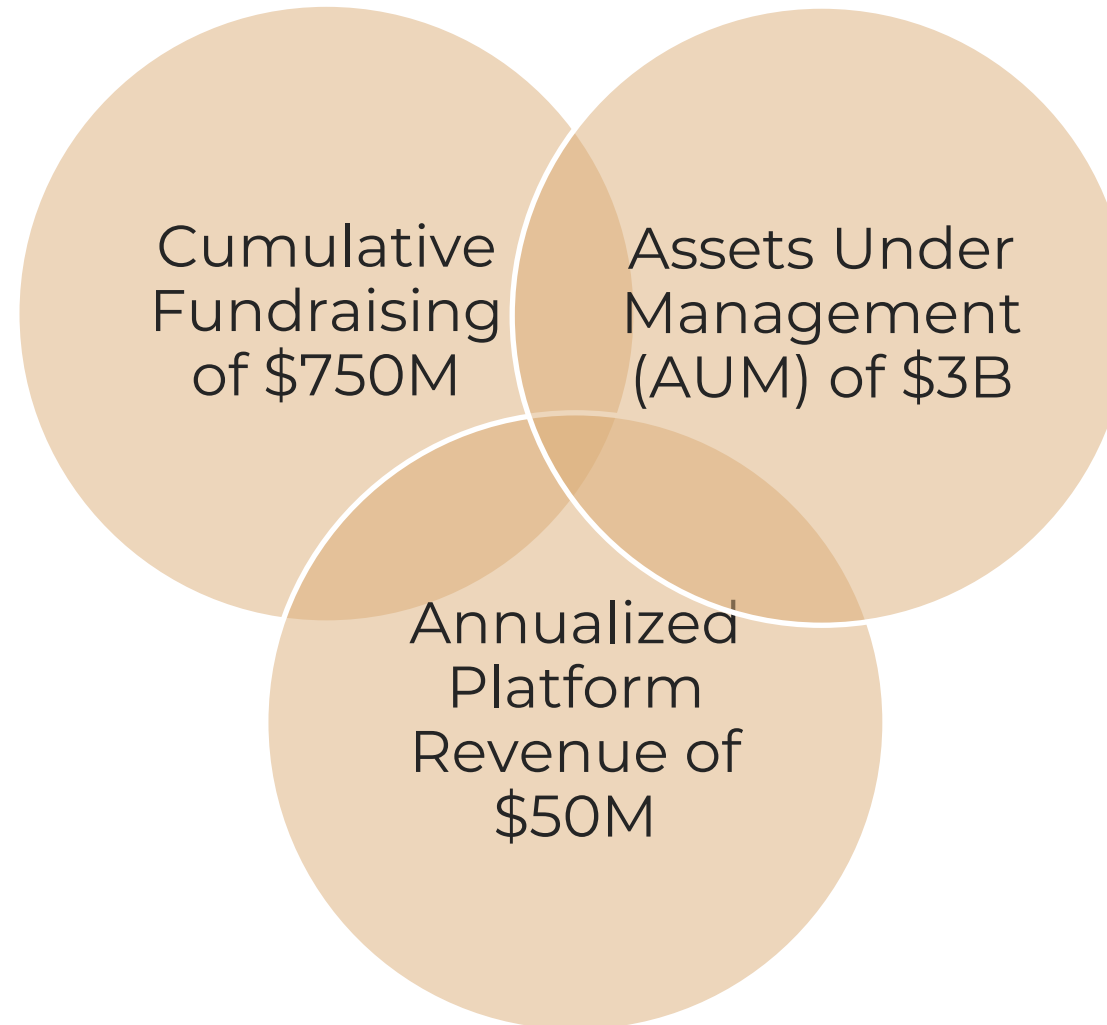 Cumulative
Fundraising
of $750M
Assets Under
Management
(AUM) of $3B
Annualized
Platform
Revenue of
$50M